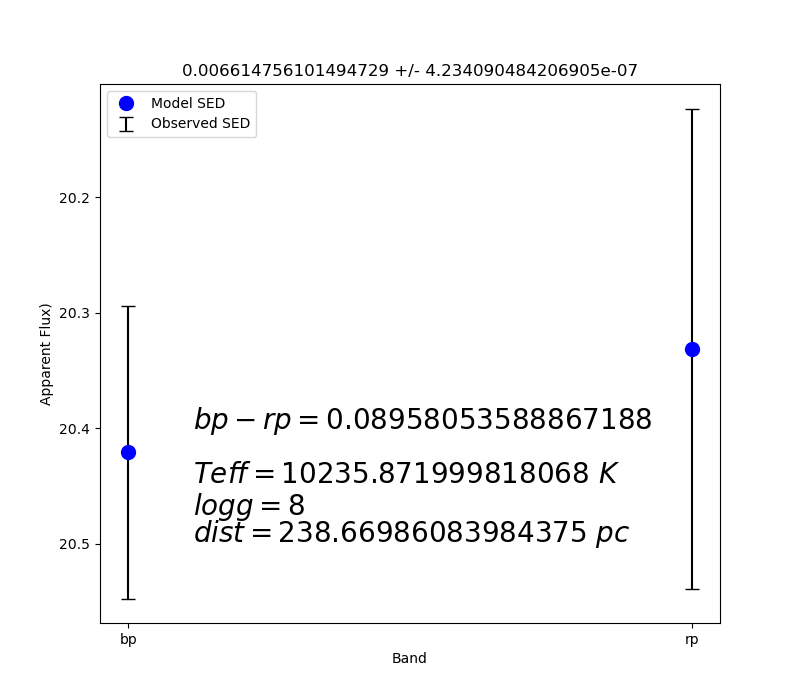 0.006614756101494729 +/- 4.234090484206905e-07
Model SED
Observed SED
20.2
20.3
20.4
20.5
Apparent Flux)
bp − rp = 0.08958053588867188
Teff = 10235.871999818068 K
logg = 8
dist = 238.66986083984375 pc
bp
rp
Band